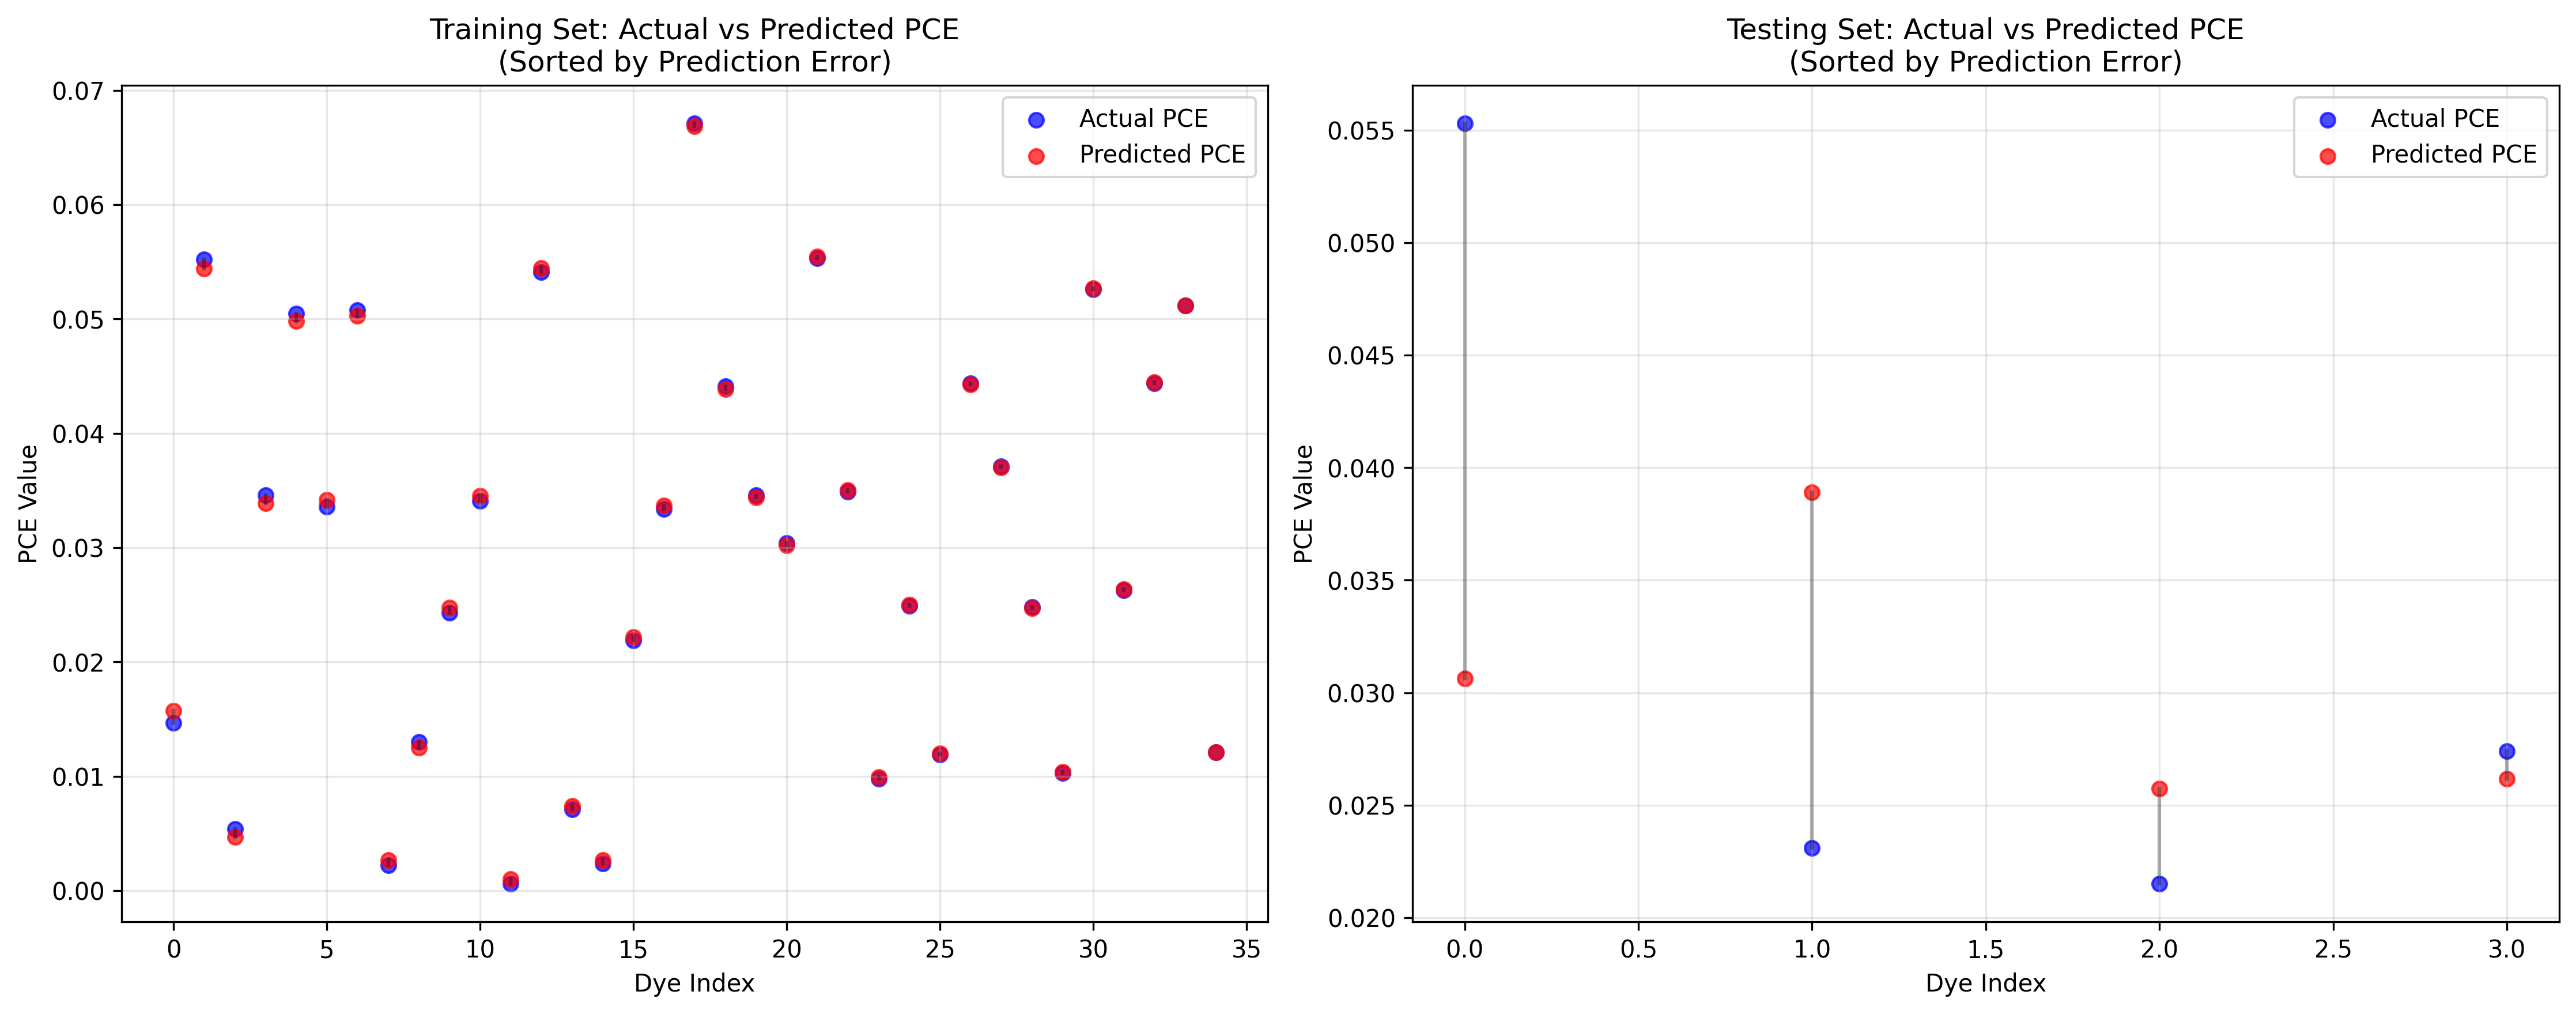 Training Set: Actual vs Predicted PCE
(Sorted by Prediction Error)
Actual PCE
Predicted PCE
0.07
0.06
0.05
0.04
0.03
0.02
0.01
0.00
PCE Value
0 5 10 15 20 25 30 35
Dye Index
Testing Set: Actual vs Predicted PCE
(Sorted by Prediction Error)
Actual PCE
Predicted PCE
0.055
0.050
0.045
0.040
0.035
0.030
0.025
0.020
PCE Value
0.0 0.5 1.0 1.5 2.0 2.5 3.0
Dye Index